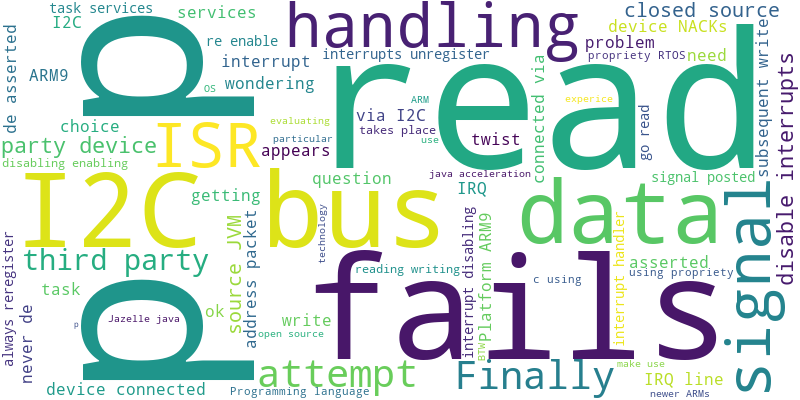 task services
services
I2C
handling
closed source
device NACKs
re enable
interrupts unregister
problem
interrupt
propriety RTOS
need
de asserted
q
read
ARM9
os
wondering
ARM
experice
via I2C
connected via
evaluating
choice
takes place
go read
subsequent write
disable interrupts
party device
ISR
appears
particular
use
twist
disabling enabling
java acceleration
signal posted
I2C
bus
question
IRQ
data
signal
getting
third party
source JVM
address packet
technology
interrupt disabling
Platform ARM9
interrupt handler
asserted
always reregister
never de
task
reading writing
c using
using propriety
q
fails
Jazelle java
ok
p
write
open source
BTW
attempt
Finally
make use
IRQ line
device connected
Programming language
newer ARMs